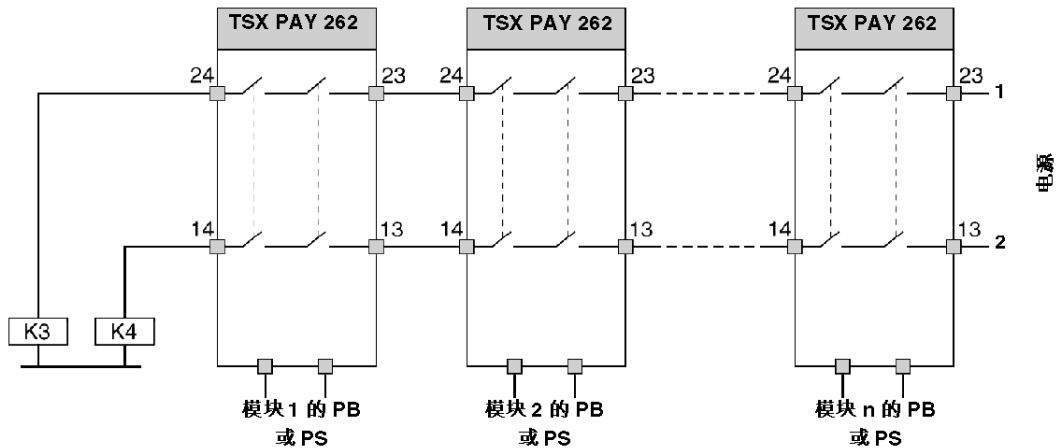 TSX PAY 262 TSX PAY 262 TSX PAY 262
24 23 24 23 24 23 1
电源
14 13 14 13 14 13 2
K3 K4
模块 1 的 PB 模块 2 的 PB 模块 n 的 PB
或 PS 或 PS 或 PS